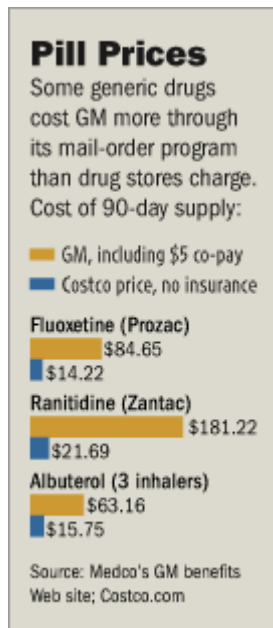 Pill Prices
Some generic drugs
cost GM more through
its mail-order program
than drug stores charge.
Cost of 90-day supply:
GM, including $5 co-pay
Costco price, no insurance
Fluoxetine (Prozac)
$84.65
$14.22
Ranitidine (Zantac)
$181.22
$21.69
Albuterol (3 inhalers)
$63.16
$15.75
Source: Medco's GM benefits
Web site; Costco.com